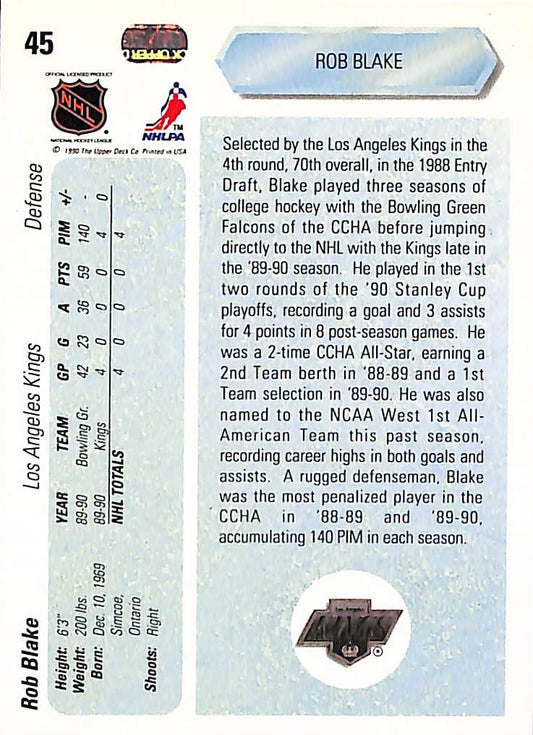 45
ROB BLAKE
OFFICIAL LICENSED PRODUCT
NHL
NATIONAL HOCKEY LEAGUE
TM
NHLPA
© 1990 The Upper Deck Co. Printed in USA
Selected by the Los Angeles Kings in the
4th round, 70th overall, in the 1988 Entry
Draft, Blake played three seasons of
college hockey with the Bowling Green
Falcons of the CCHA before jumping
directly to the NHL with the Kings late in
the '89-90 season. He played in the 1st
two rounds of the '90 Stanley Cup
playoffs, recording a goal and 3 assists
for 4 points in 8 post-season games. He
was a 2-time CCHA All-Star, earning a
2nd Team berth in '88-89 and a 1st
Team selection in '89-90. He was also
named to the NCAA West 1st All-
American Team this past season,
recording career highs in both goals and
assists. A rugged defenseman, Blake
was the most penalized player in the
CCHA in '88-89 and '89-90,
accumulating 140 PIM in each season.
Los Angeles
KINGS
®
Rob Blake Los Angeles Kings Defense
Height: 6'3"
Weight: 200 lbs.
Born: Dec. 10, 1969
Simcoe,
Ontario
Shoots: Right
YEAR TEAM GP G A PTS PIM +/-
89-90 Bowling Gr. 42 23 36 59 140 -
89-90 Kings 4 0 0 0 4 0
NHL TOTALS 4 0 0 0 4